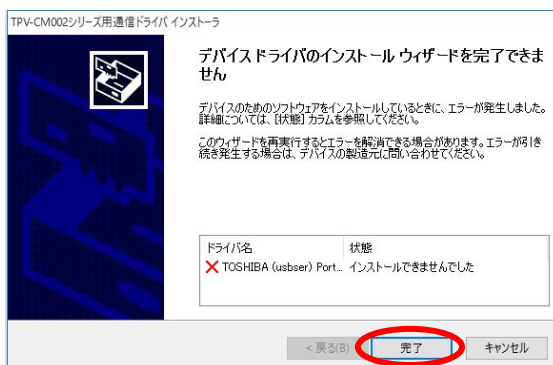 TPV-CM002シリーズ用通信ドライバ インストーラ
デバイス ドライバのインストール ウィザードを完了できま
せん
デバイスのためのソフトウェアをインストールしているときに、エラーが発生しました。
詳細については、[状態] カラムを参照してください。
このウィザードを再実行するとエラーを解消できる場合があります。エラーが引き
続き発生する場合は、デバイスの製造元に問い合わせてください。
ドライバ名 状態
TOSHIBA (usbser) Port... インストールできませんでした
< 戻る(B) 完了 キャンセル